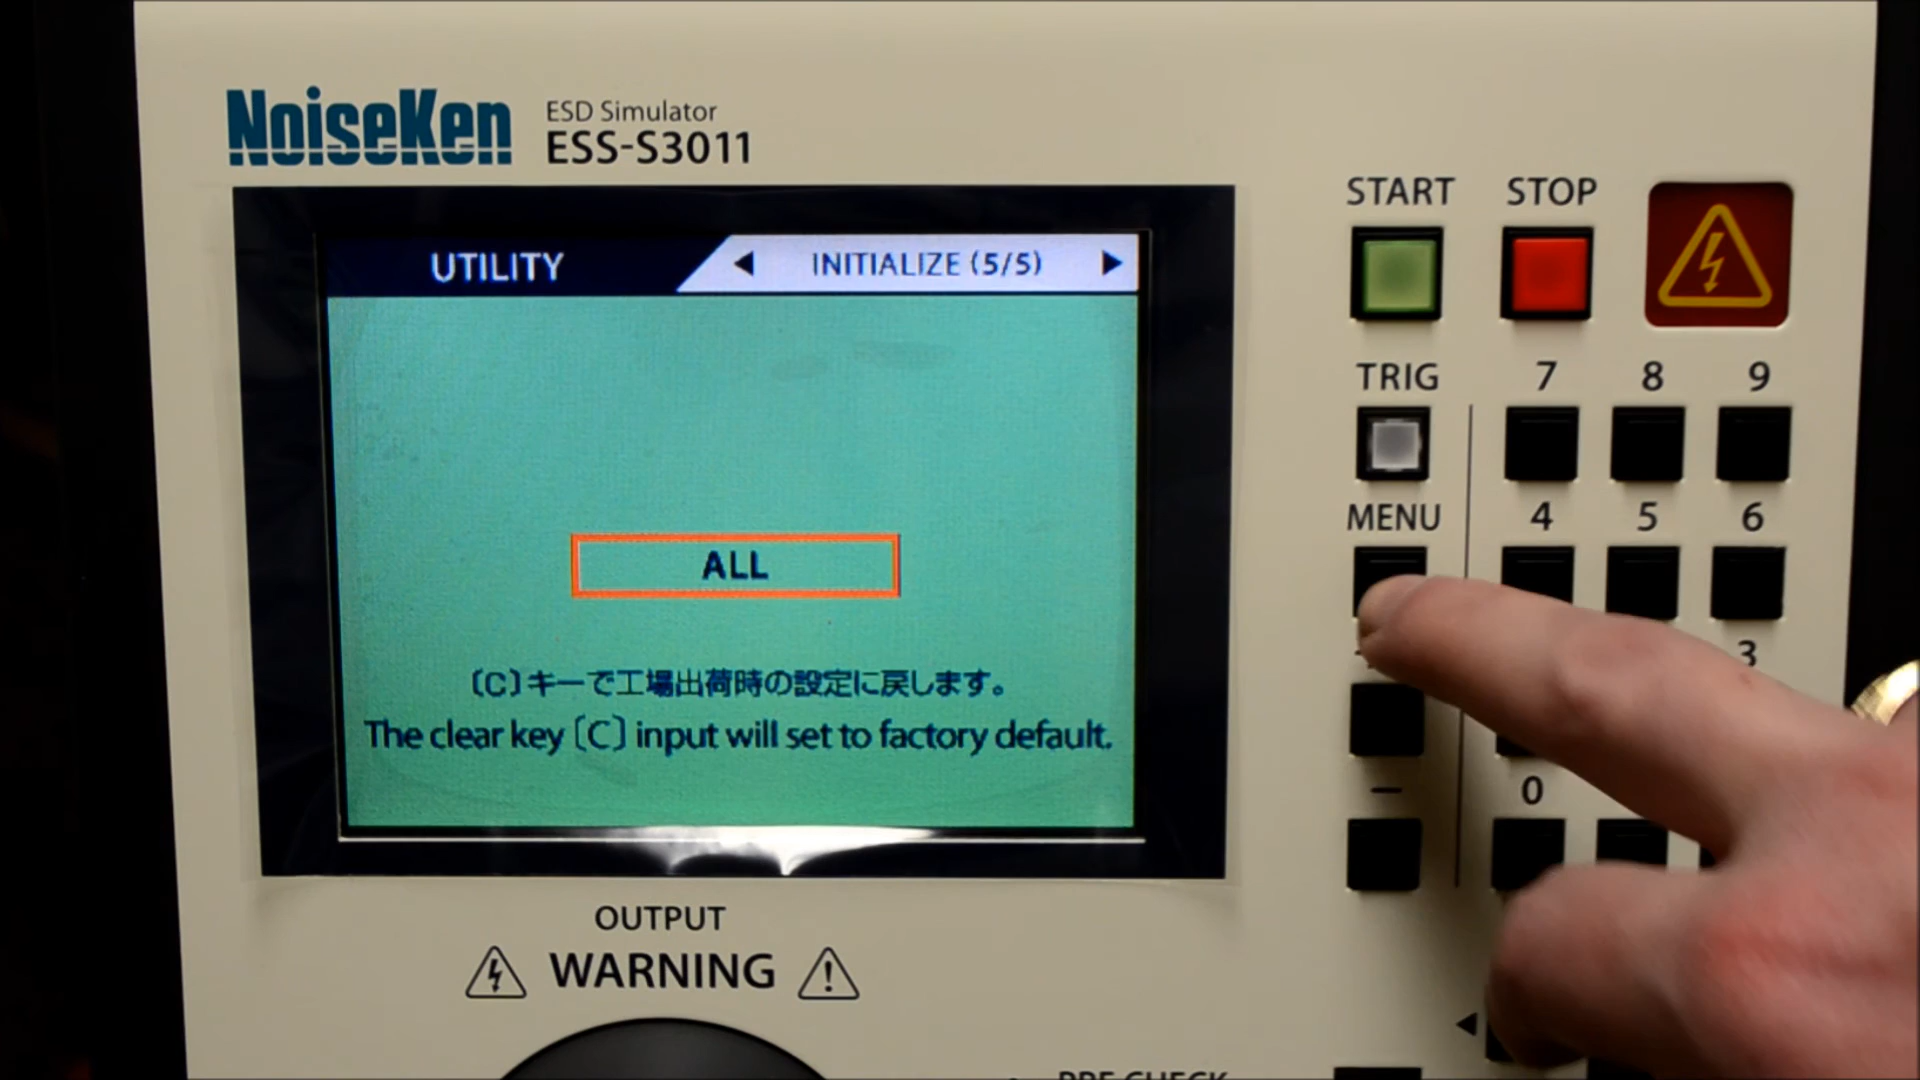 NoiseKen
ESD Simulator
ESS-S3011
UTILITY
◀ INITIALIZE (5/5) ▶
ALL
〔C〕キーで工場出荷時の設定に戻します。
The clear key 〔C〕 input will set to factory default.
START STOP
TRIG 7 8 9
MENU 4 5 6
3
− 0
OUTPUT
WARNING
PRE CHECK